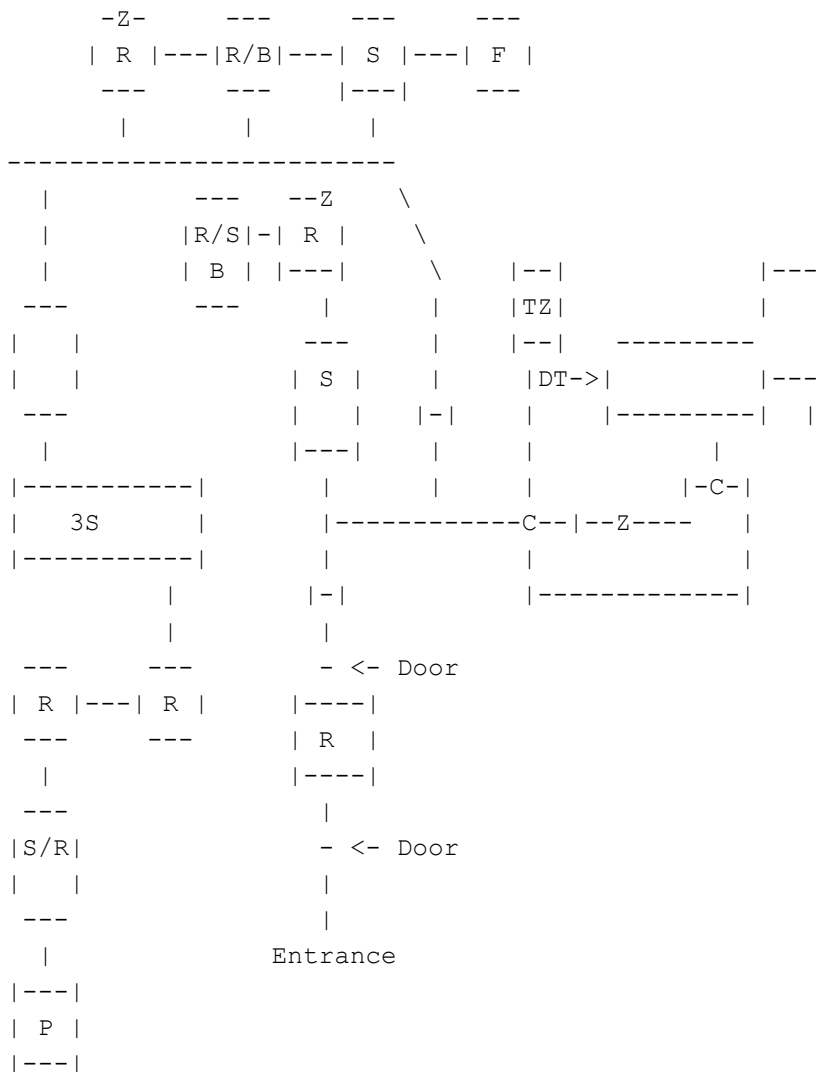 -Z- --- --- ---
| R |---|R/B|---| S |---| F |
--- --- |---| ---
| | |
-------------------------
| --- --Z \
| |R/S|-| R | \
| | B | |---| \ |--| |---
--- --- | | |TZ| |
| | --- | |--| ---------
| | | S | | |DT->| |---
--- | | |-| | |---------| |
| |---| | | |
|-----------| | | | |-C-|
| 3S | |------------C--|--Z---- |
|-----------| | | |
| |-| |-------------|
| |
--- --- - <- Door
| R |---| R | |----|
--- --- | R |
| |----|
--- |
|S/R| - <- Door
| | |
--- |
| Entrance
|---|
| P |
|---|